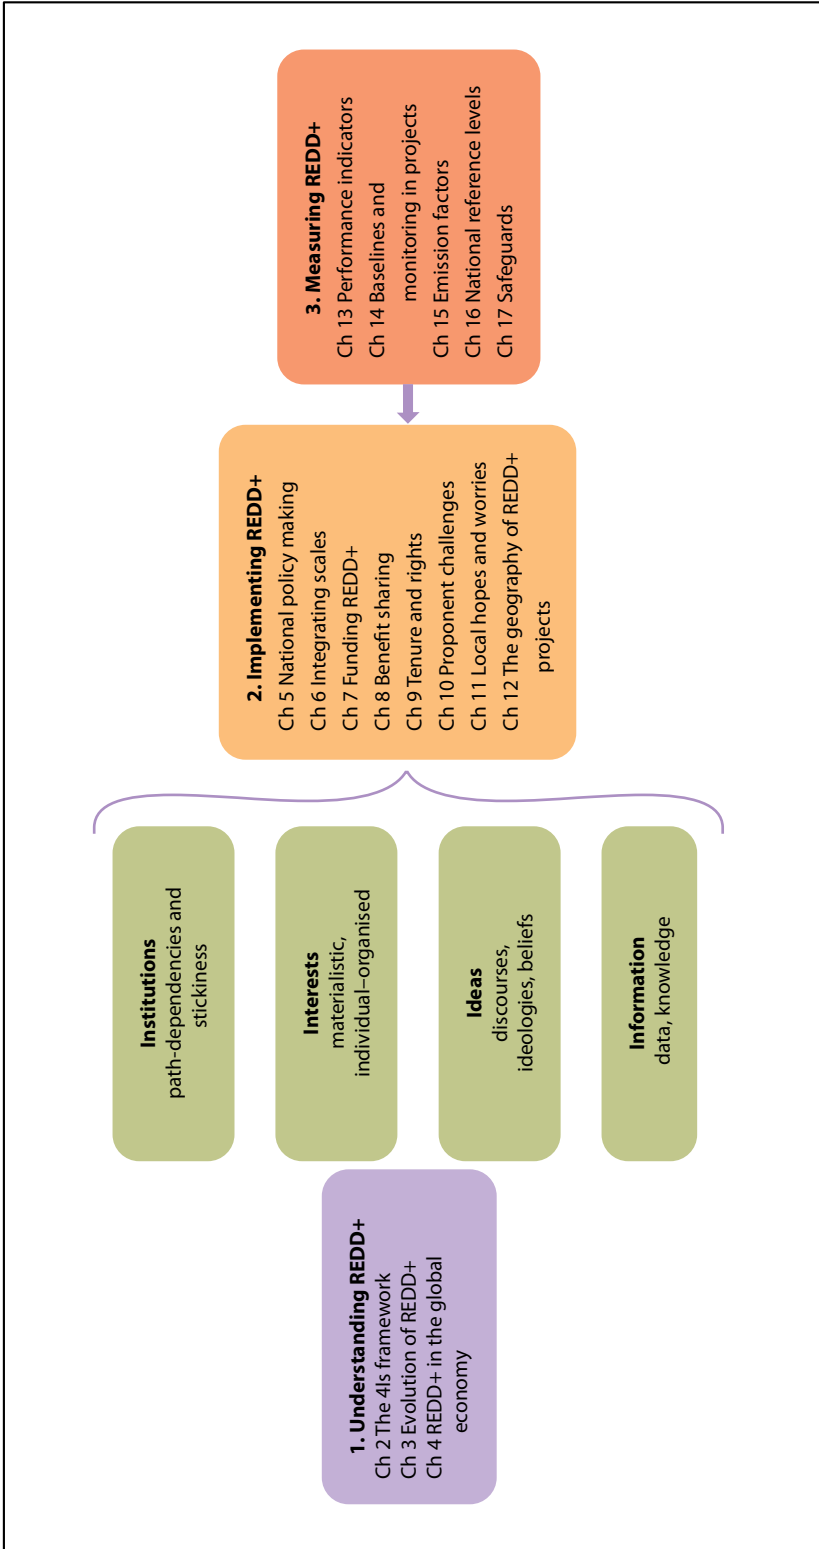 1. Understanding REDD+
Ch 2 The 4Is framework
Ch 3 Evolution of REDD+
Ch 4 REDD+ in the global
economy
Institutions
path-dependencies and
stickiness
Interests
materialistic,
individual–organised
Ideas
discourses,
ideologies, beliefs
Information
data, knowledge
2. Implementing REDD+
Ch 5 National policy making
Ch 6 Integrating scales
Ch 7 Funding REDD+
Ch 8 Benefit sharing
Ch 9 Tenure and rights
Ch 10 Proponent challenges
Ch 11 Local hopes and worries
Ch 12 The geography of REDD+
projects
3. Measuring REDD+
Ch 13 Performance indicators
Ch 14 Baselines and
monitoring in projects
Ch 15 Emission factors
Ch 16 National reference levels
Ch 17 Safeguards